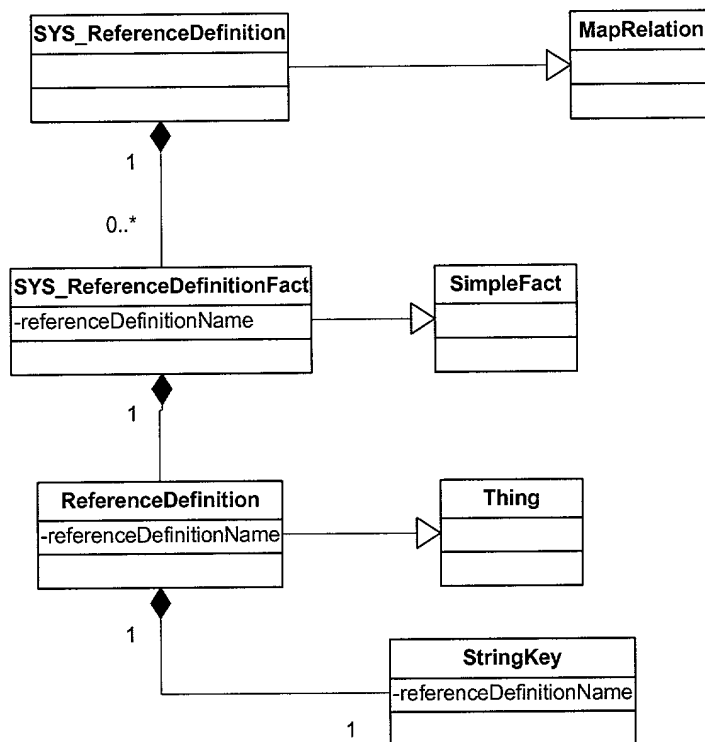 SYS_ReferenceDefinition
MapRelation
1
0..*
SYS_ReferenceDefinitionFact
-referenceDefinitionName
SimpleFact
1
ReferenceDefinition
-referenceDefinitionName
Thing
1
StringKey
-referenceDefinitionName
1